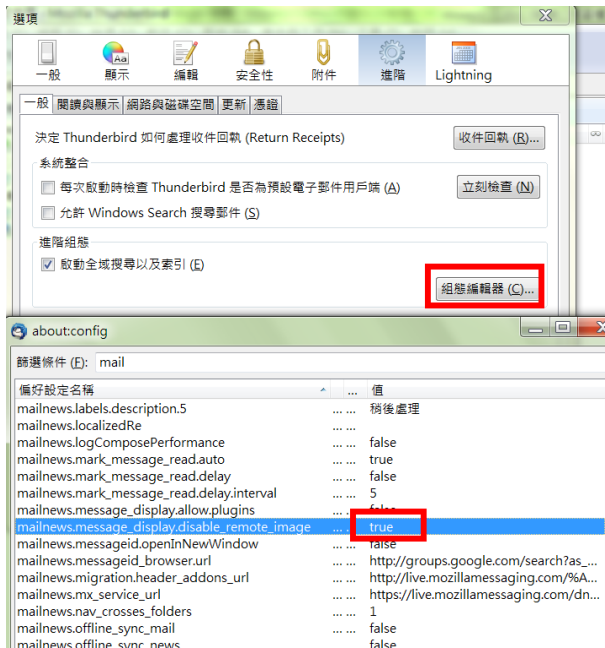 選項
一般 顯示 編輯 安全性 附件 進階 Lightning
一般 閱讀與顯示 網路與磁碟空間 更新 憑證
決定 Thunderbird 如何處理收件回執 (Return Receipts) 收件回執 (R)...
系統整合
每次啟動時檢查 Thunderbird 是否為預設電子郵件用戶端 (A) 立刻檢查 (N)
允許 Windows Search 搜尋郵件 (S)
進階組態
啟動全域搜尋以及索引 (E)
組態編輯器 (C)...
about:config
篩選條件 (F): mail
偏好設定名稱 ... 值
mailnews.labels.description.5 ... ... 稍後處理
mailnews.localizedRe ... ...
mailnews.logComposePerformance ... ... false
mailnews.mark_message_read.auto ... ... true
mailnews.mark_message_read.delay ... ... false
mailnews.mark_message_read.delay.interval ... ... 5
mailnews.message_display.allow.plugins ... ... false
mailnews.message_display.disable_remote_image ... ... true
mailnews.messageid.openInNewWindow ... ... false
mailnews.messageid_browser.url ... ... http://groups.google.com/search?as_...
mailnews.migration.header_addons_url ... ... http://live.mozillamessaging.com/%A...
mailnews.mx_service_url ... ... https://live.mozillamessaging.com/dn...
mailnews.nav_crosses_folders ... ... 1
mailnews.offline_sync_mail ... ... false
mailnews.offline_sync_news ... ... false